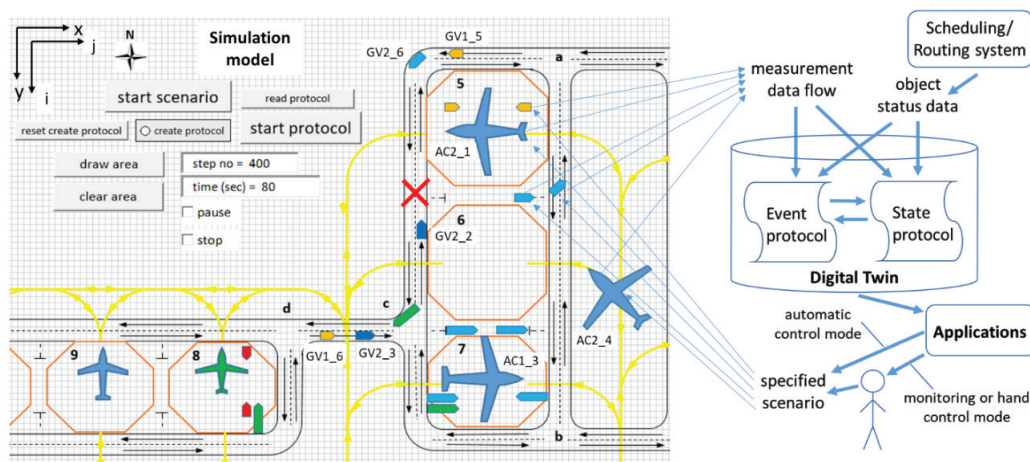 x
j
y
i
N
Simulation
model
start scenario
read protocol
reset create protocol
create protocol
start protocol
draw area
step no = 400
clear area
time (sec) = 80
pause
stop
GV1_5
GV2_6
a
5
AC2_1
6
GV2_2
c
d
GV1_6
GV2_3
7
AC1_3
AC2_4
9
8
b
measurement
data flow
Scheduling/
Routing system
object
status data
Event
protocol
State
protocol
Digital Twin
automatic
control mode
Applications
specified
scenario
monitoring or hand
control mode